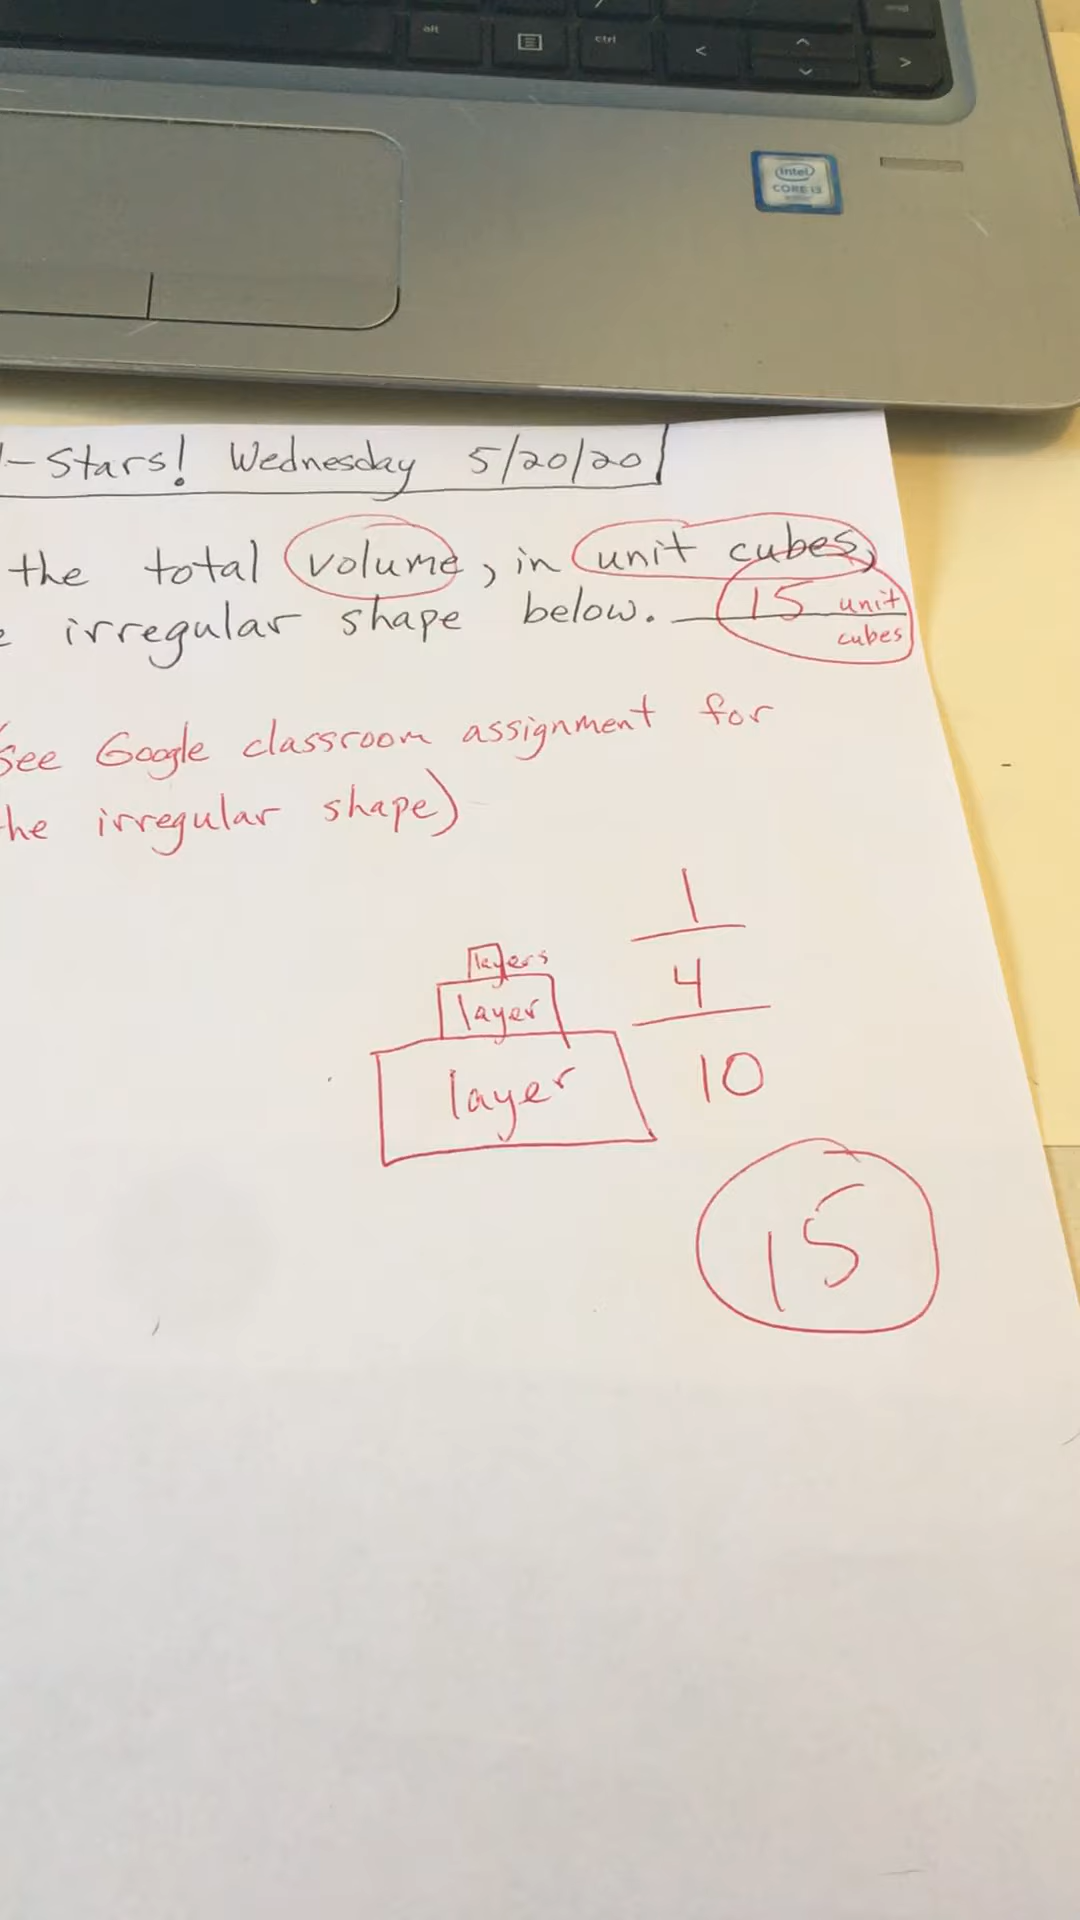 alt
ctrl
<
>
intel
CORE i3
-Stars! Wednesday 5/20/20
the total volume, in unit cubes,
irregular shape below. 15 unit
cubes
See Google classroom assignment for
the irregular shape)
1
layers
4
layer
10
layer
15